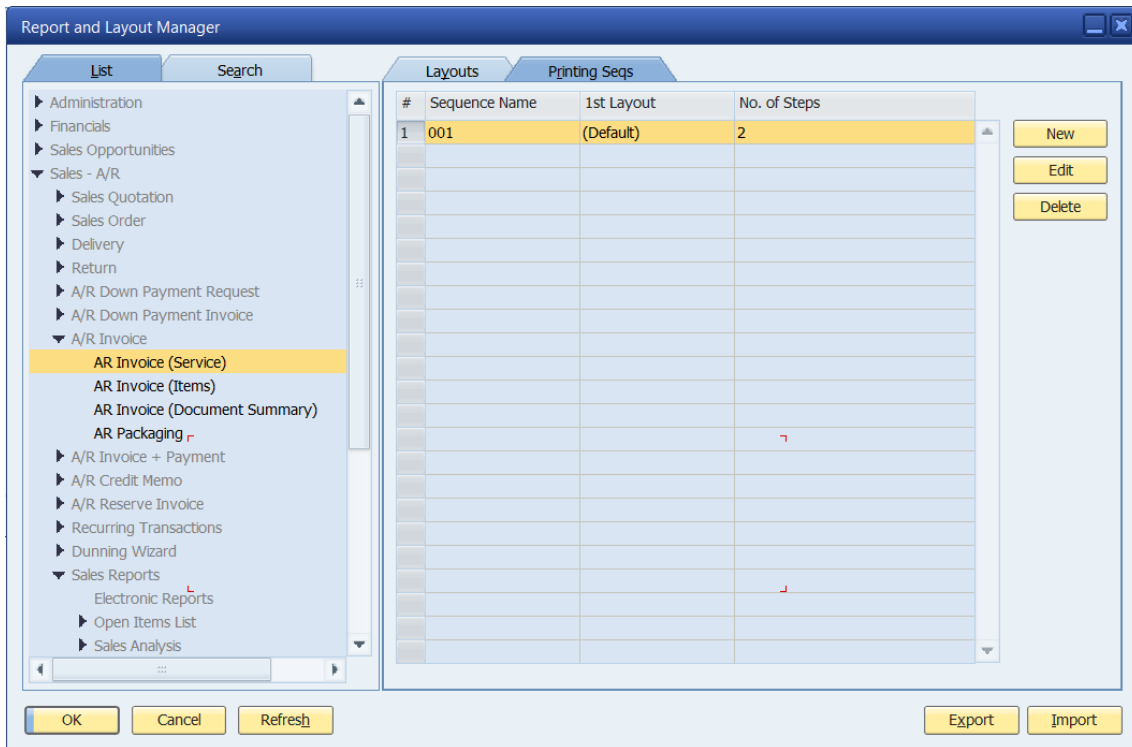 Report and Layout Manager
List
Search
Administration
Financials
Sales Opportunities
Sales - A/R
Sales Quotation
Sales Order
Delivery
Return
A/R Down Payment Request
A/R Down Payment Invoice
A/R Invoice
AR Invoice (Service)
AR Invoice (Items)
AR Invoice (Document Summary)
AR Packaging
A/R Invoice + Payment
A/R Credit Memo
A/R Reserve Invoice
Recurring Transactions
Dunning Wizard
Sales Reports
Electronic Reports
Open Items List
Sales Analysis
Layouts
Printing Seqs
# Sequence Name 1st Layout No. of Steps
1 001 (Default) 2
New
Edit
Delete
OK
Cancel
Refresh
Export
Import